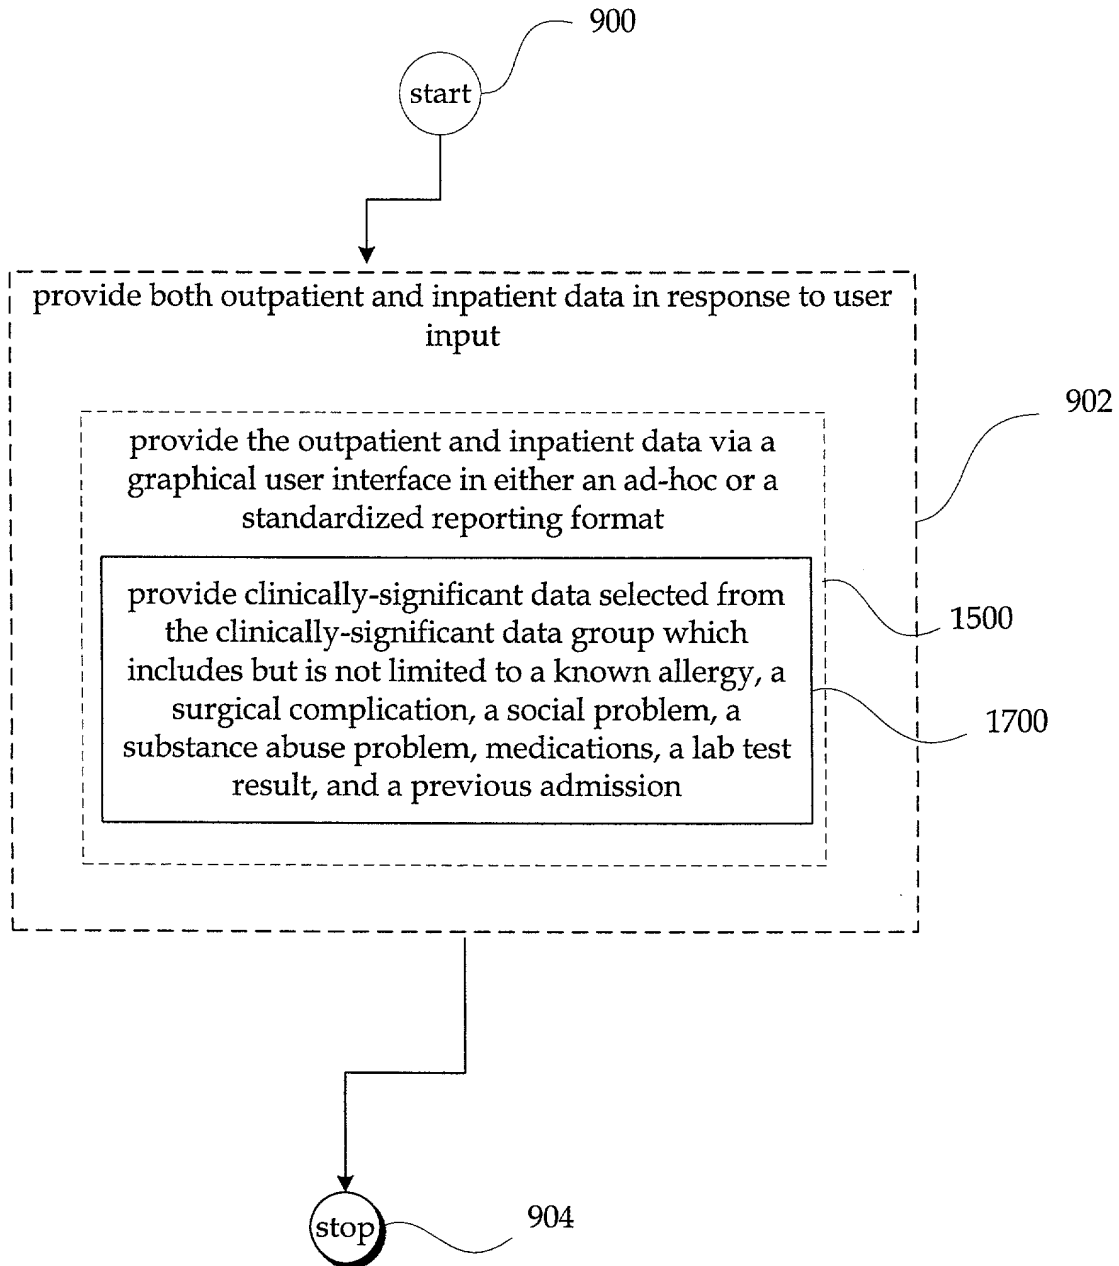 900
start
provide both outpatient and inpatient data in response to user
input
902
provide the outpatient and inpatient data via a
graphical user interface in either an ad-hoc or a
standardized reporting format
provide clinically-significant data selected from
the clinically-significant data group which
includes but is not limited to a known allergy, a
surgical complication, a social problem, a
substance abuse problem, medications, a lab test
result, and a previous admission
1500
1700
904
stop